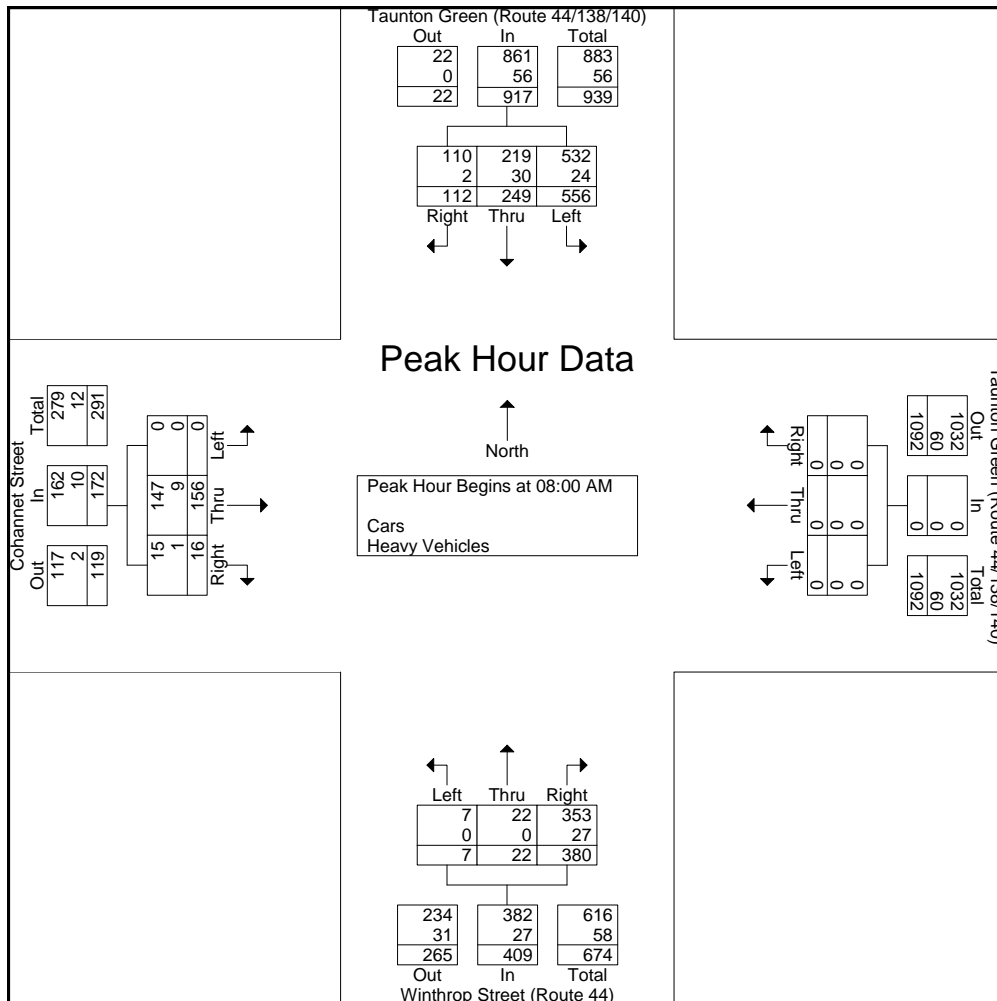 Taunton Green (Route 44/138/140)
Out In Total
22 861 883
0 56 56
22 917 939
110 219 532
2 30 24
112 249 556
Right Thru Left
Peak Hour Data
North
Peak Hour Begins at 08:00 AM
Cars
Heavy Vehicles
Cohannet Street
Out In Total
117 162 279
2 10 12
119 172 291
15 147 0
1 9 0
16 156 0
Right Thru Left
Taunton Green (Route 44/138/140)
Out In Total
1032 0 1032
60 0 60
1092 0 1092
0 0 0
0 0 0
0 0 0
Right Thru Left
Left Thru Right
7 22 353
0 0 27
7 22 380
234 382 616
31 27 58
265 409 674
Out In Total
Winthrop Street (Route 44)